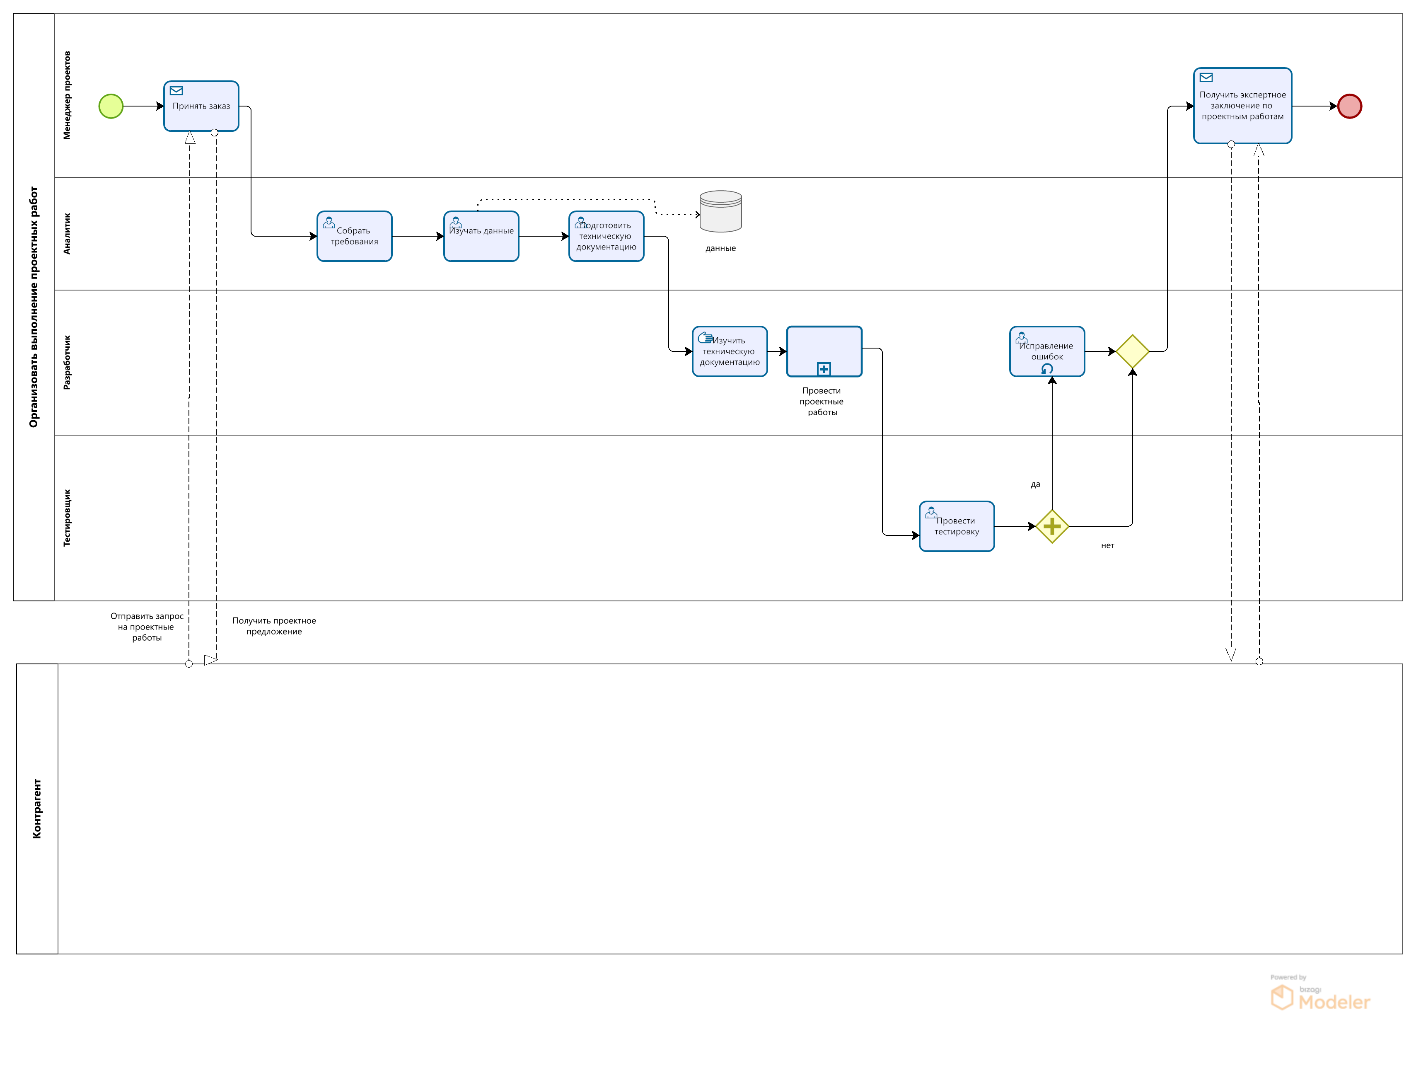 Организовать выполнение проектных работ
Менеджер проектов
Принять заказ
Получить экспертное
заключение по
проектным работам
Аналитик
Собрать
требования
Изучать данные
Подготовить
техническую
документацию
данные
Разработчик
Изучить
техническую
документацию
Провести
проектные
работы
Исправление
ошибок
Тестировщик
Провести
тестировку
да
нет
Отправить запрос
на проектные
работы
Получить проектное
предложение
Контрагент
Powered by
bizagi
Modeler